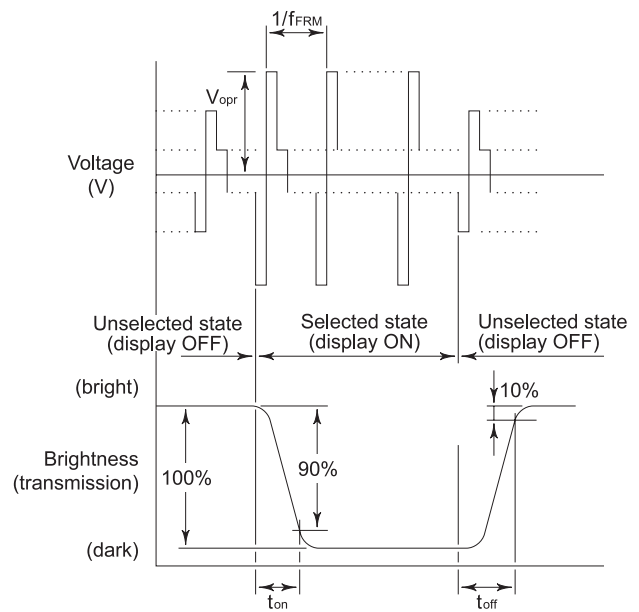 1/fFRM
Vopr
Voltage
(V)
Unselected state
(display OFF)
Selected state
(display ON)
Unselected state
(display OFF)
(bright)
10%
Brightness
(transmission)
100%
90%
(dark)
ton
toff